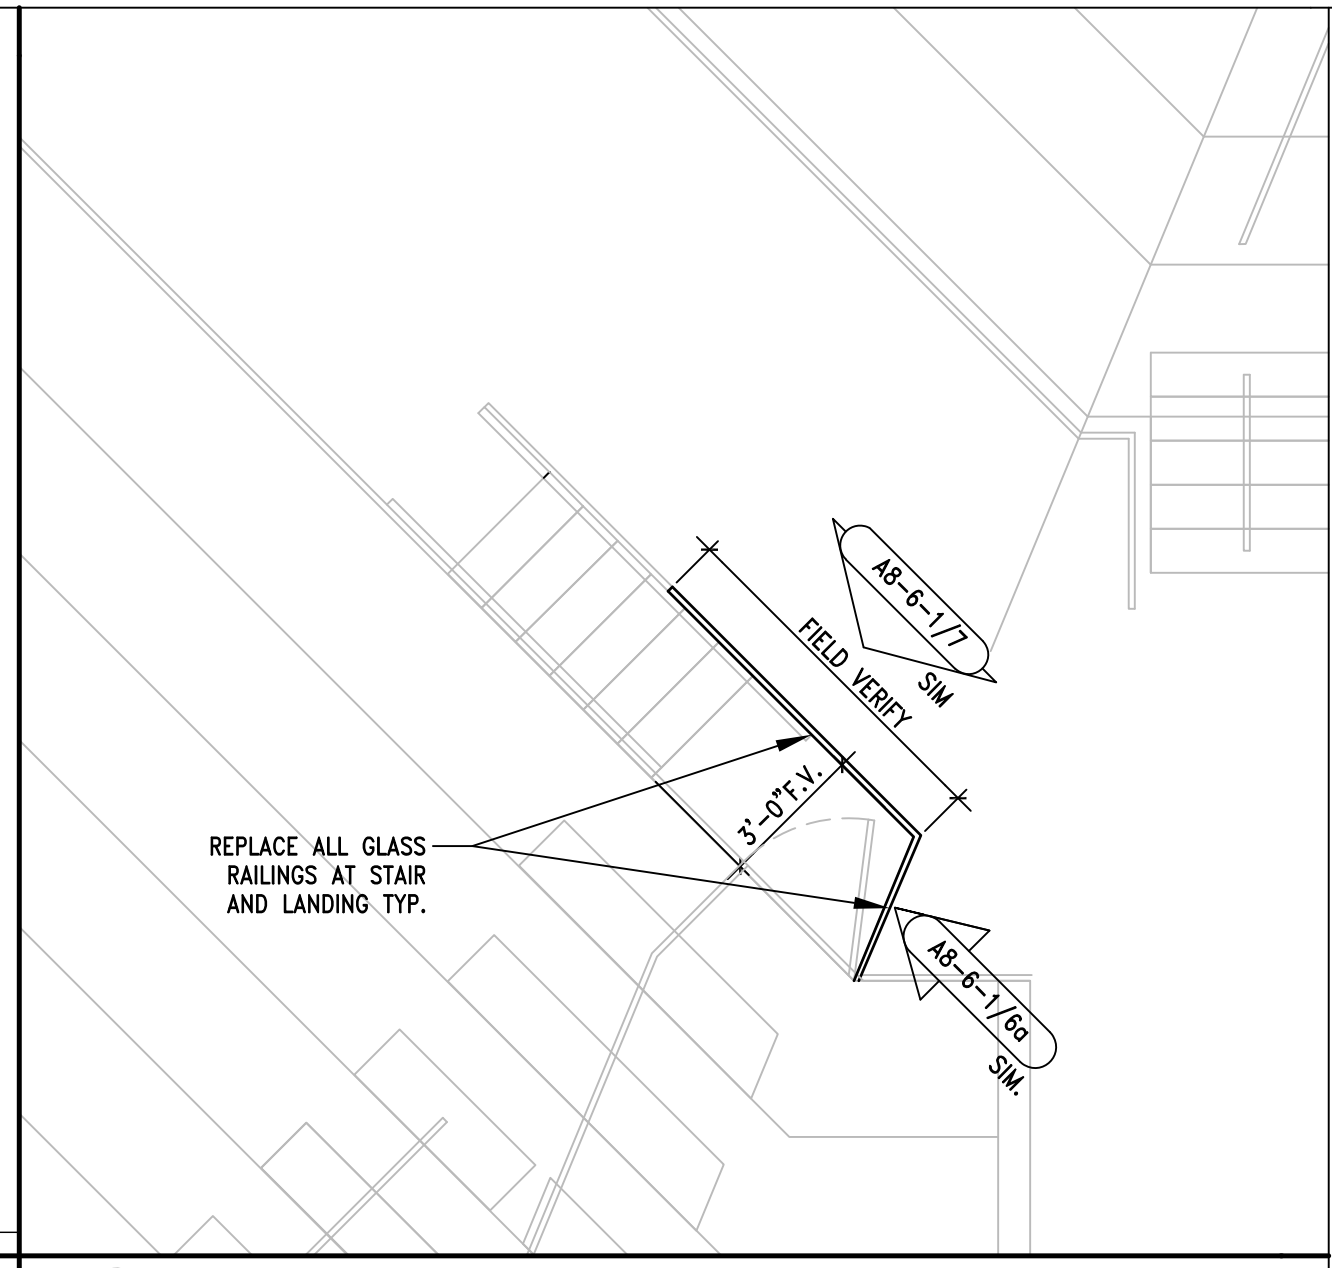 A8-6-1/7
SIM
FIELD VERIFY
3'-0" F.V.
REPLACE ALL GLASS
RAILINGS AT STAIR
AND LANDING TYP.
A8-6-1/6a
SIM.